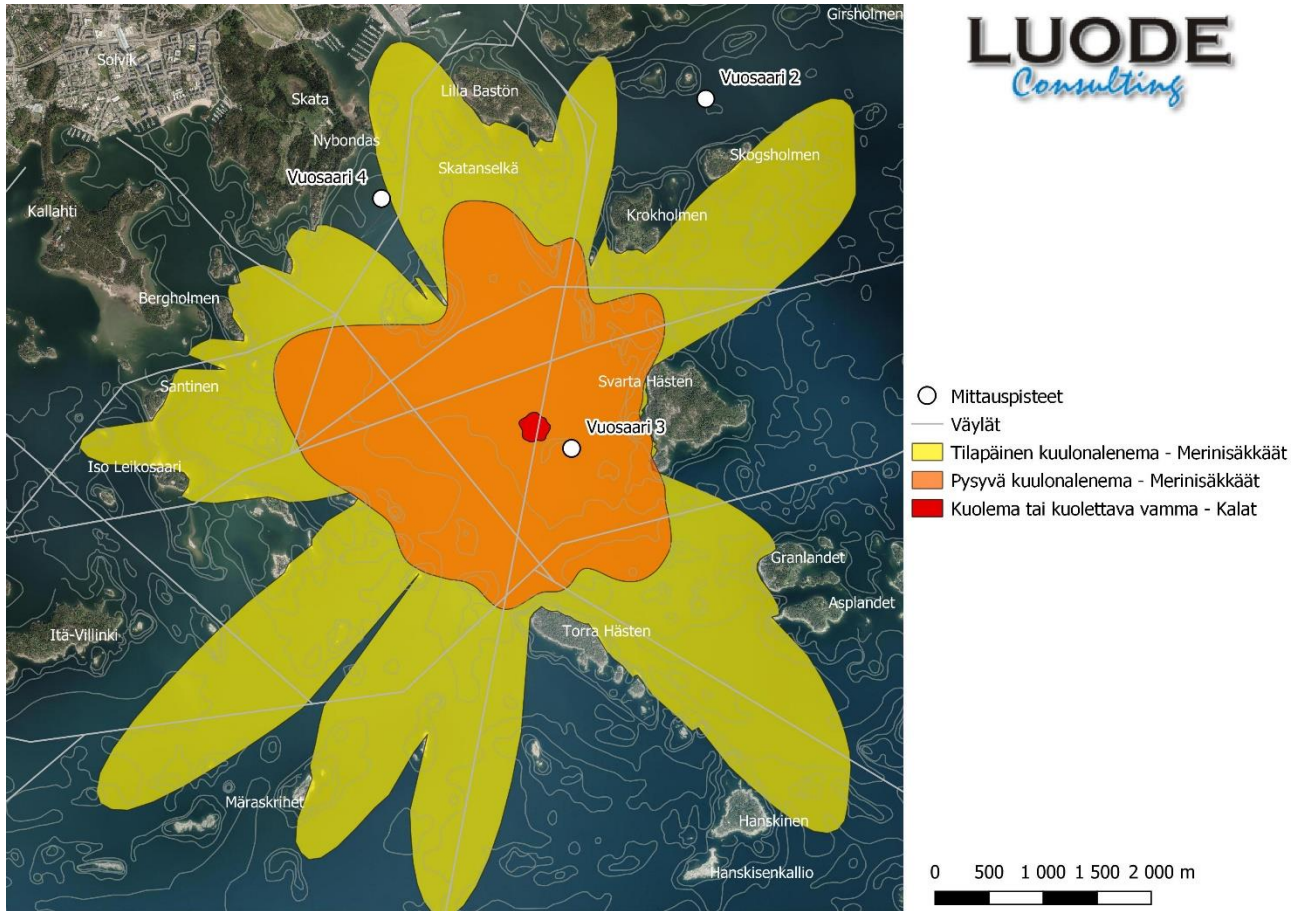 Girsholmen
LUODE
Consulting
Solvik
Vuosaari 2
Lilla Bastön
Skata
Nybondas
Skatanselkä
Skogsholmen
Vuosaari 4
Kallahti
Krokholmen
Bergholmen
Svarta Hästen
Santinen
Vuosaari 3
Iso Leikosaari
Granlandet
Asplandet
Itä-Villinki
Torra Hästen
Märaskrihet
Hanskinen
Hanskisenkallio
Mittauspisteet
Väylät
Tilapäinen kuulonalenema - Merinisäkkäät
Pysyvä kuulonalenema - Merinisäkkäät
Kuolema tai kuolettava vamma - Kalat
0 500 1 000 1 500 2 000 m